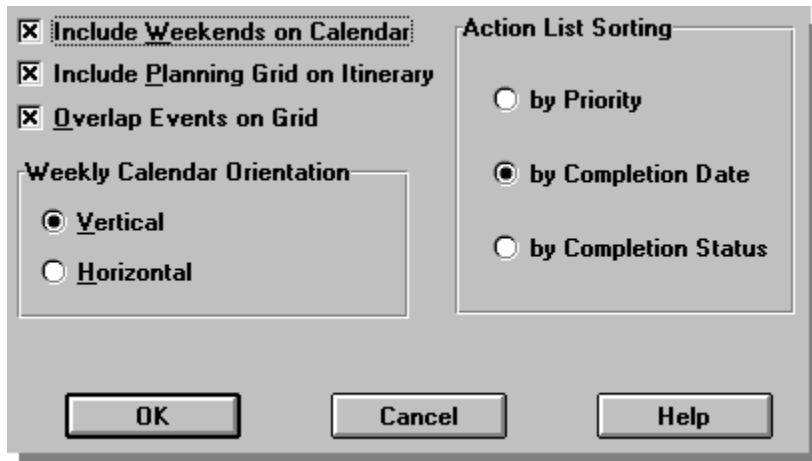 Include Weekends on Calendar
Include Planning Grid on Itinerary
Overlap Events on Grid
Weekly Calendar Orientation
Vertical
Horizontal
Action List Sorting
by Priority
by Completion Date
by Completion Status
OK
Cancel
Help